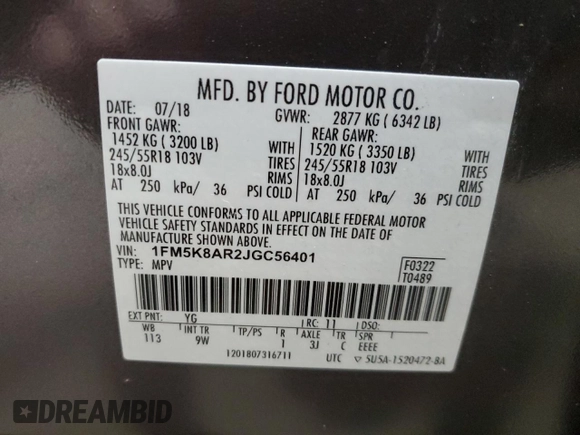 MFD. BY FORD MOTOR CO.
DATE: 07/18 GVWR: 2877 KG ( 6342 LB)
FRONT GAWR: REAR GAWR:
1452 KG ( 3200 LB) WITH 1520 KG ( 3350 LB) WITH
245/55R18 103V TIRES 245/55R18 103V TIRES
18x8.0J RIMS 18x8.0J RIMS
AT 250 kPa/ 36 PSI COLD AT 250 kPa/ 36 PSI COLD
THIS VEHICLE CONFORMS TO ALL APPLICABLE FEDERAL MOTOR
VEHICLE SAFETY STANDARDS IN EFFECT ON THE DATE OF
MANUFACTURE SHOWN ABOVE.
VIN: 1FM5K8AR2JGC56401 F0322
TYPE: MPV T0489
EXT PNT: YG RC: 11 DSO:
WB INT TR TP/PS R AXLE TR SPR
113 9W 1 3J C EEEE
1201807316711 UTC ▽ 5U5A-1520472-BA
DREAMBID